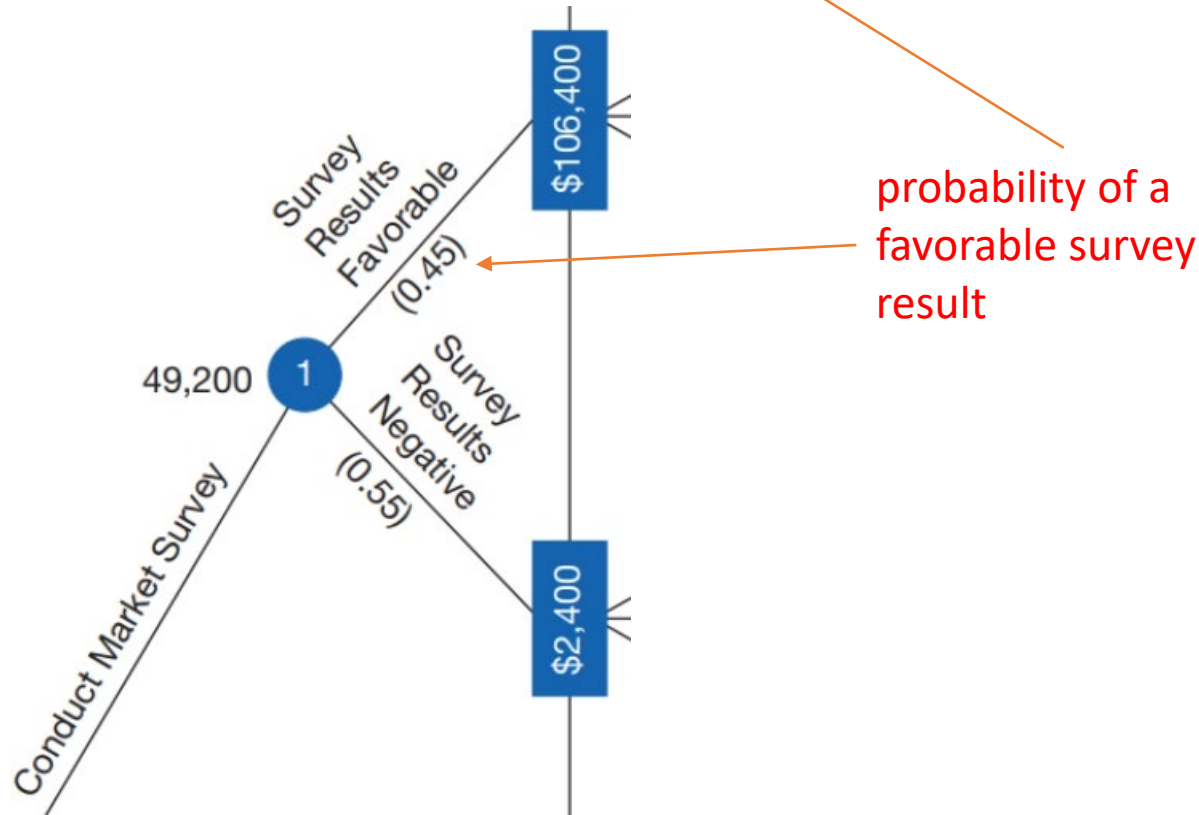 $106,400
Survey
Results
Favorable
(0.45)
probability of a
favorable survey
result
49,200
1
Survey
Results
Negative
(0.55)
Conduct Market Survey
$2,400